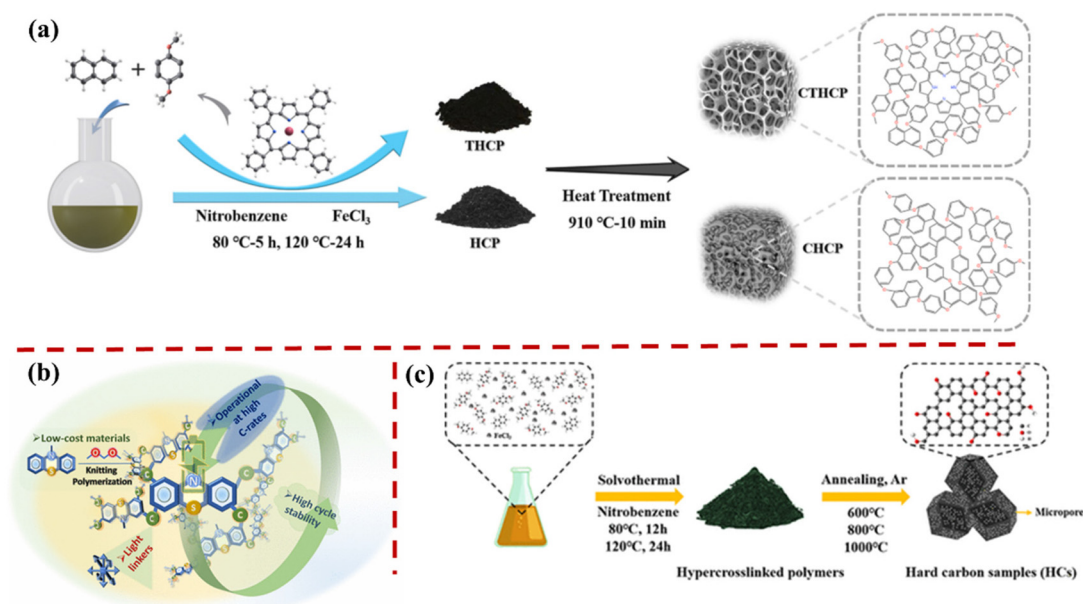 (a)
+
THCP
Nitrobenzene FeCl₃
80 ℃-5 h, 120 ℃-24 h
HCP
Heat Treatment
910 ℃-10 min
CTHCP
CHCP
(b)
➢Low-cost materials
Knitting
Polymerization
➢Operational
at high
C-rates
➢High cycle
stability
➢Light
linkers
N
S
C
C
C
C
(c)
FeCl₃
Solvothermal
Nitrobenzene
80℃, 12h
120℃, 24h
Hypercrosslinked polymers
Annealing, Ar
600℃
800℃
1000℃
Micropore
Hard carbon samples (HCs)